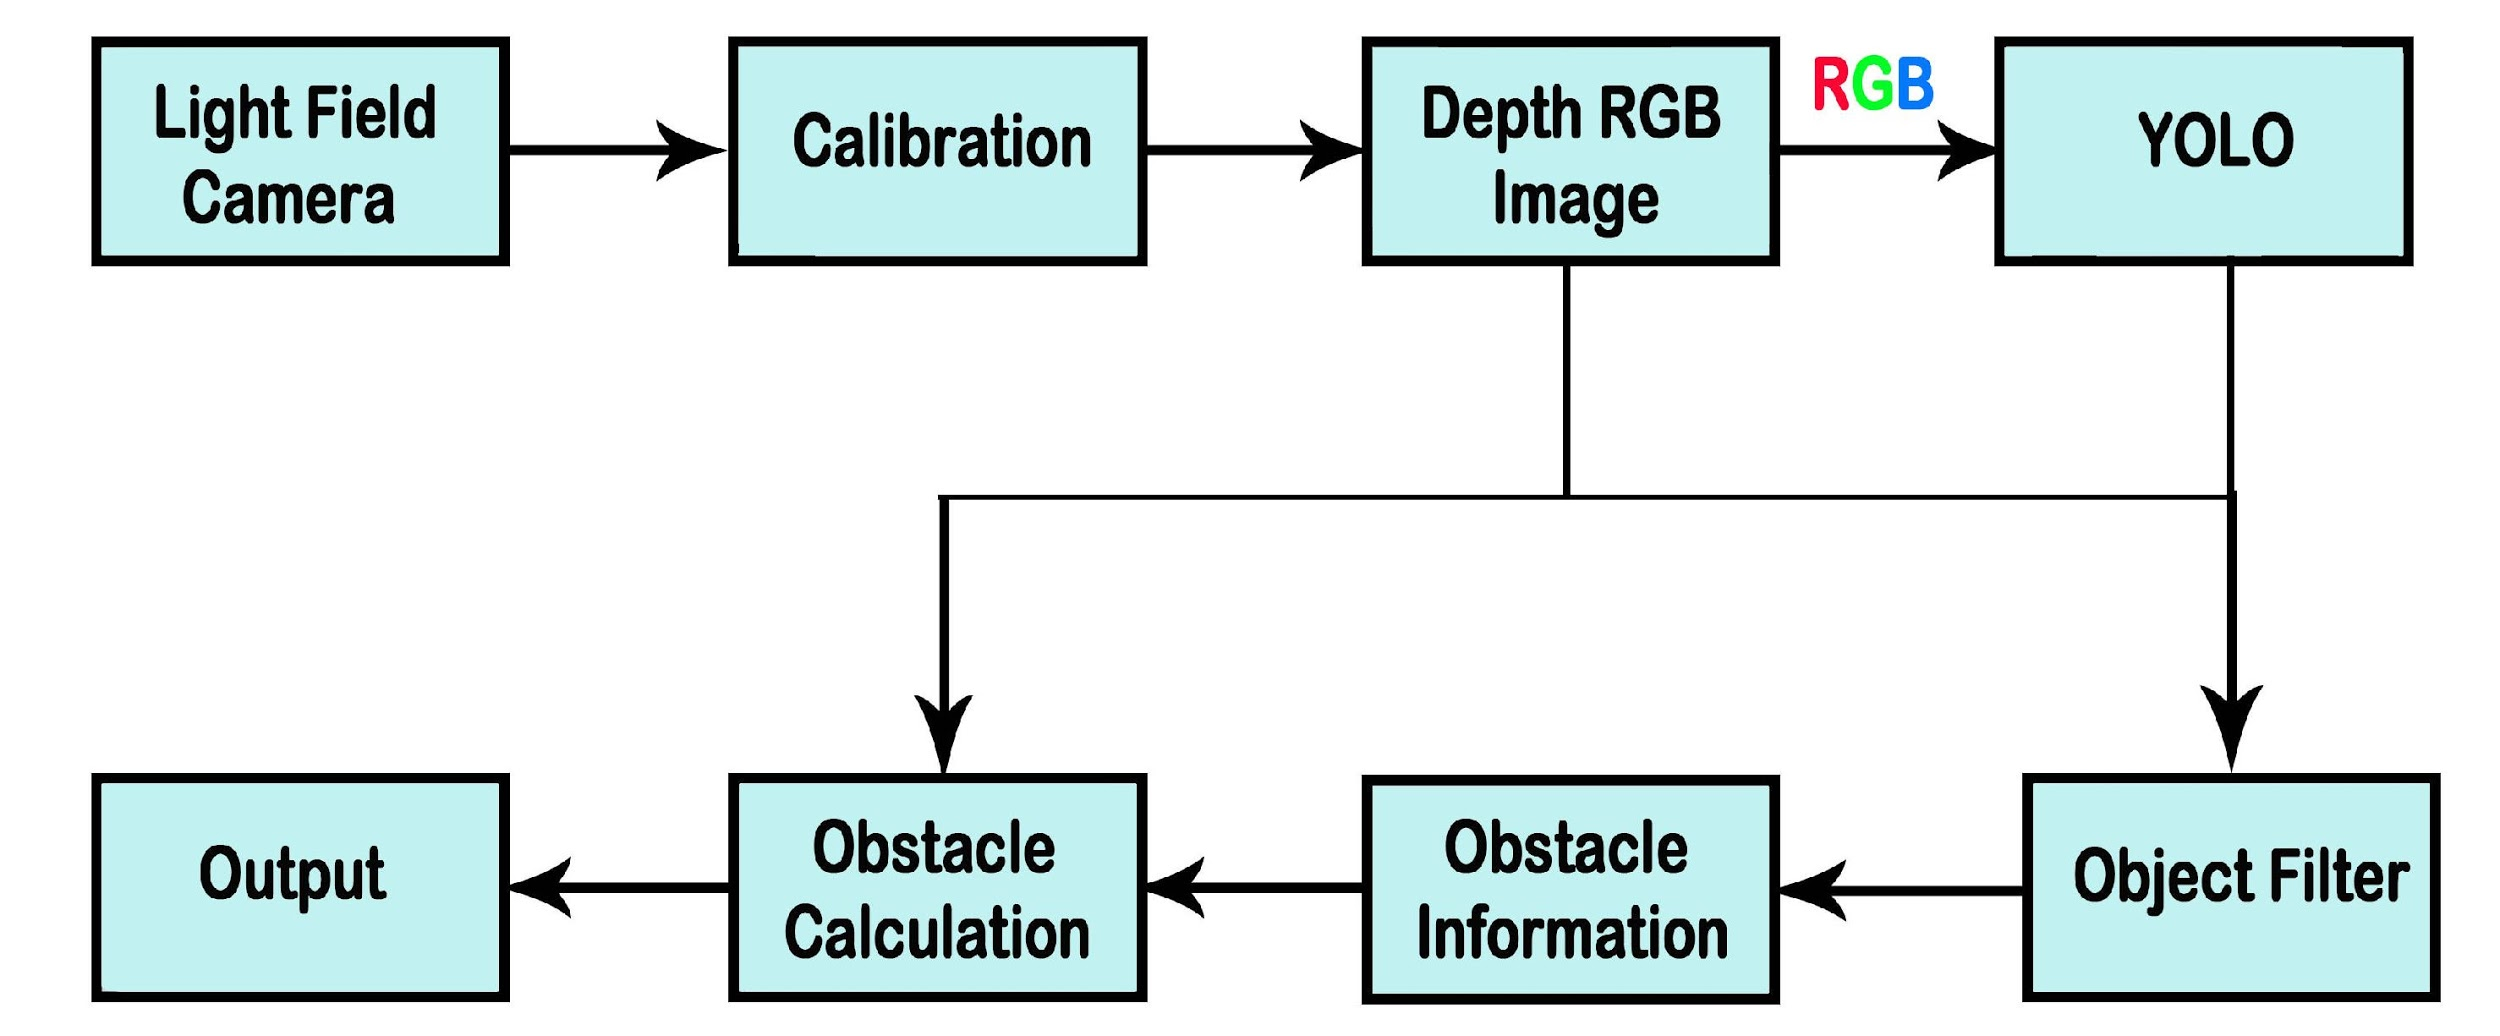 Light Field
Camera
Calibration
Depth RGB
Image
RGB
YOLO
Output
Obstacle
Calculation
Obstacle
Information
Object Filter